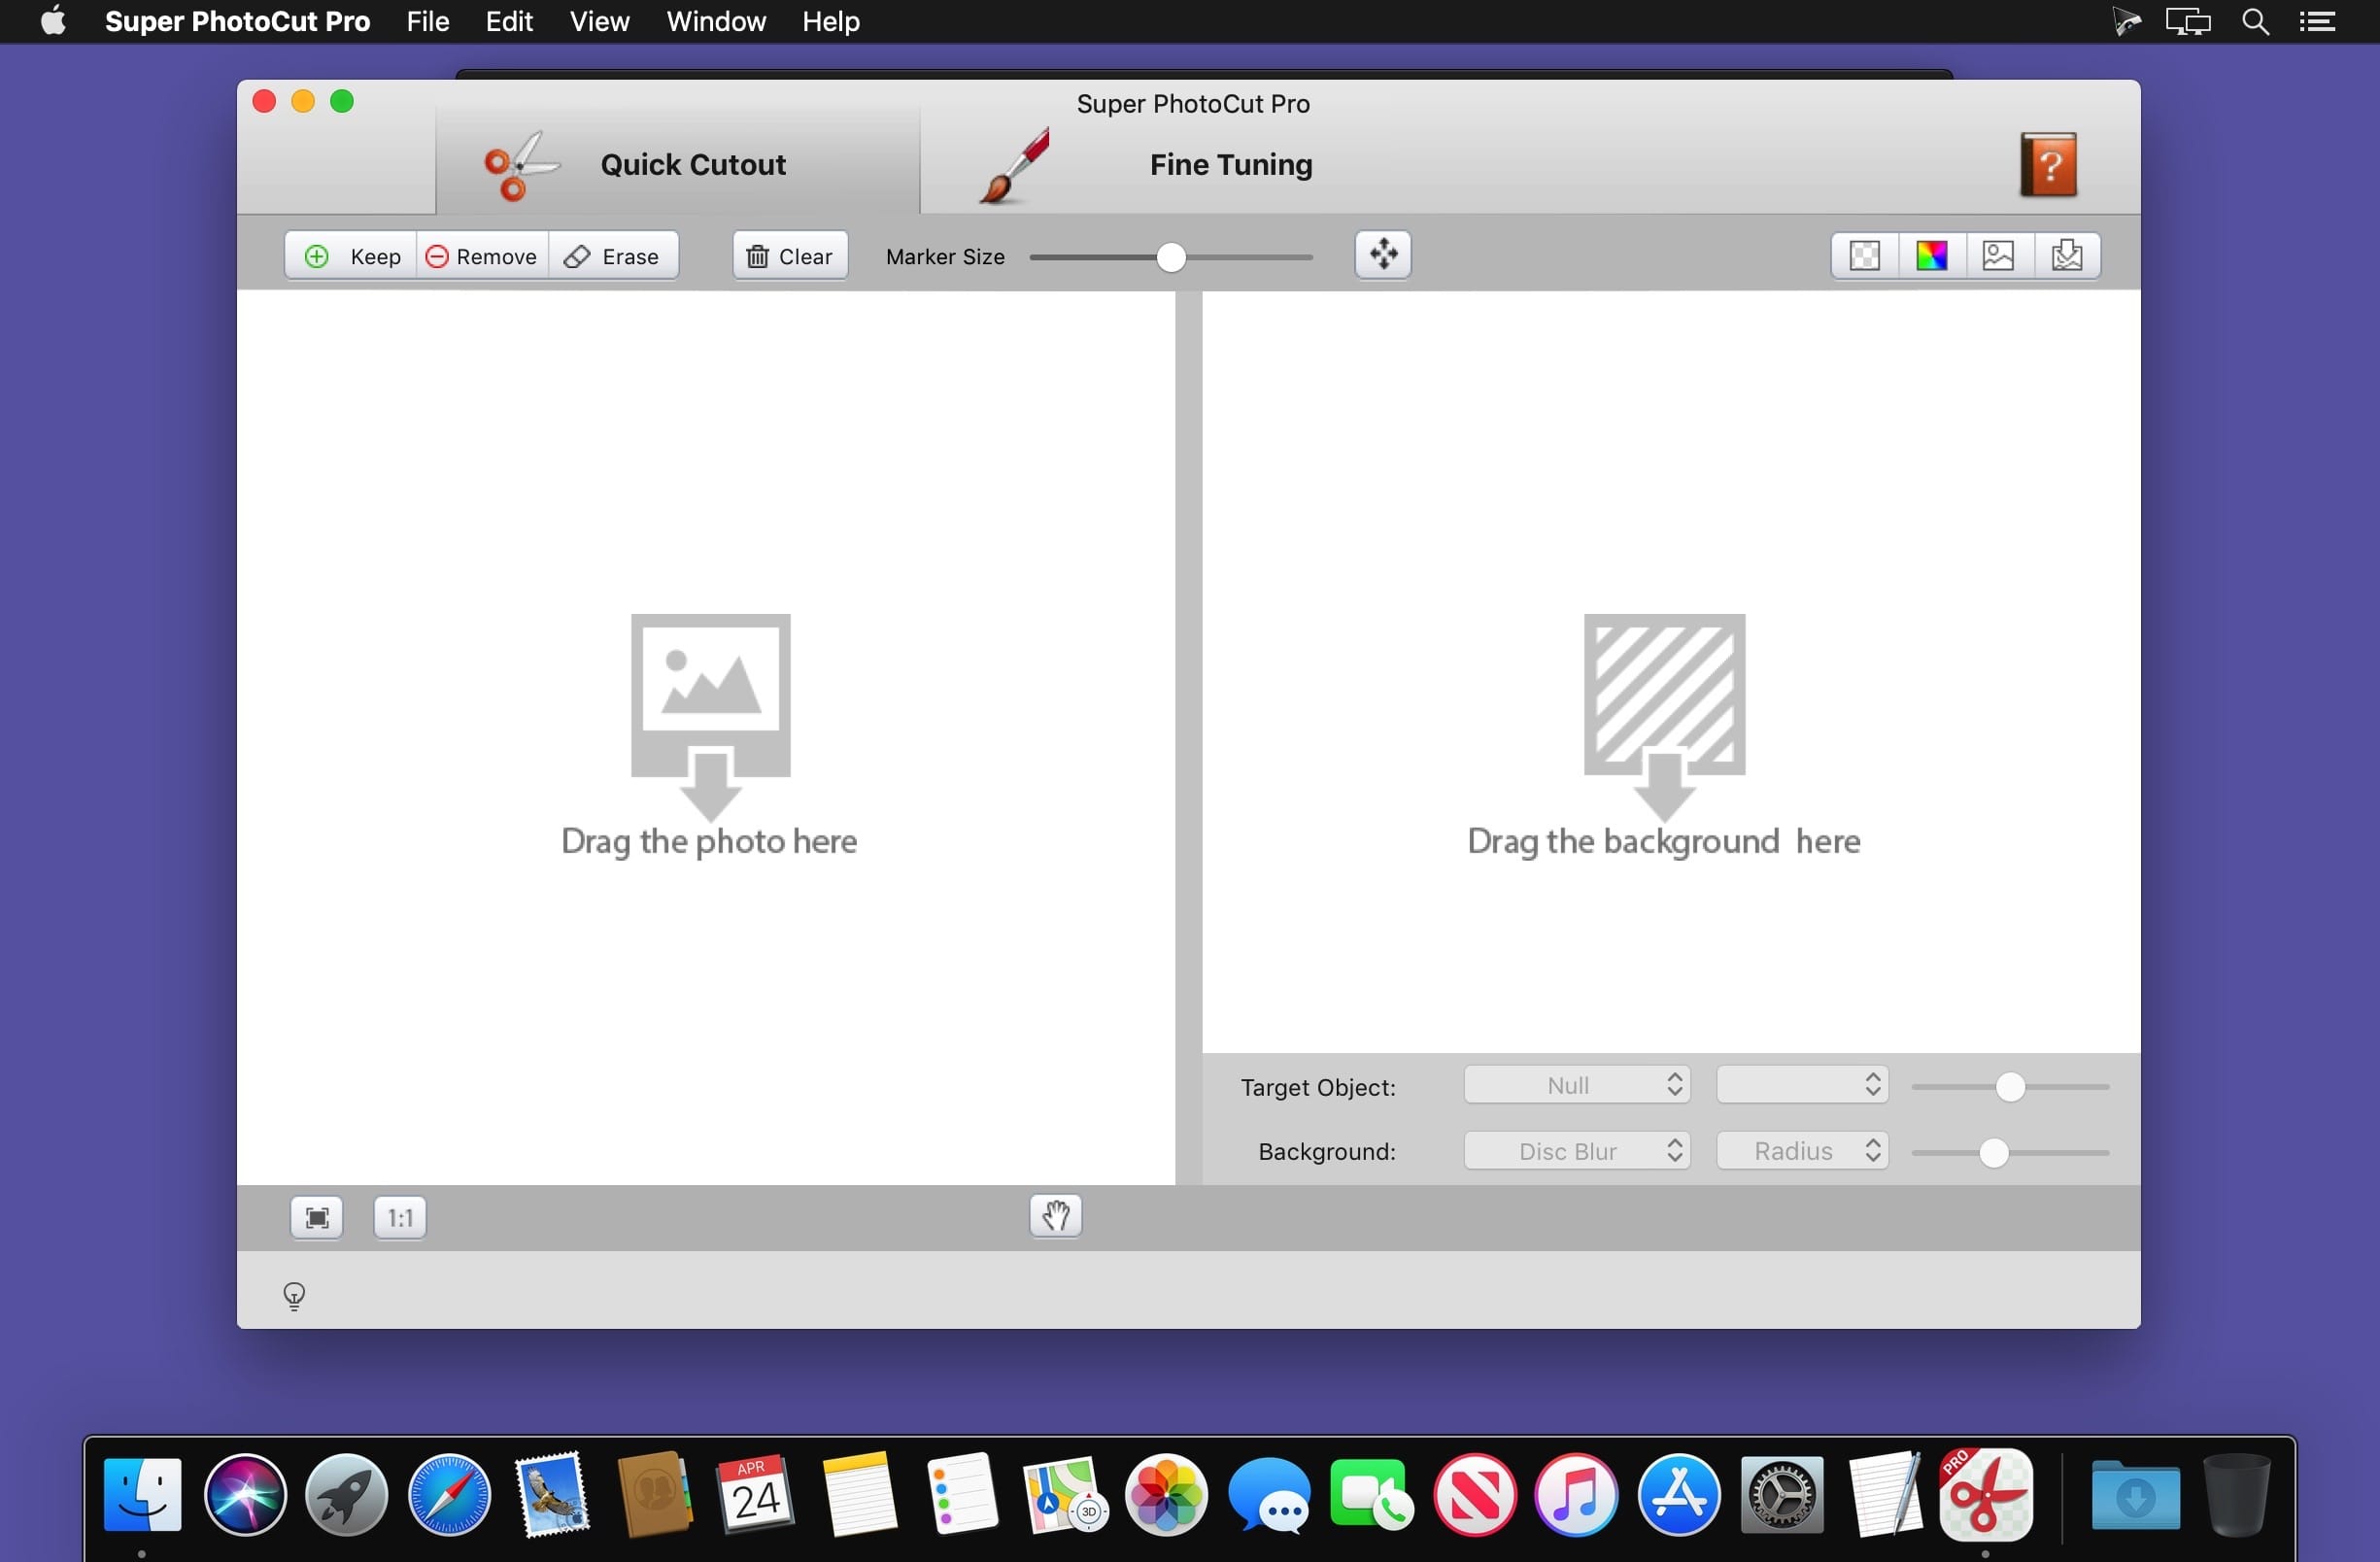 Super PhotoCut Pro File Edit View Window Help
Super PhotoCut Pro
Quick Cutout Fine Tuning ?
Keep Remove Erase Clear Marker Size
Drag the photo here
Drag the background here
Target Object: Null
Background: Disc Blur Radius
1:1
APR
24
3D
PRO